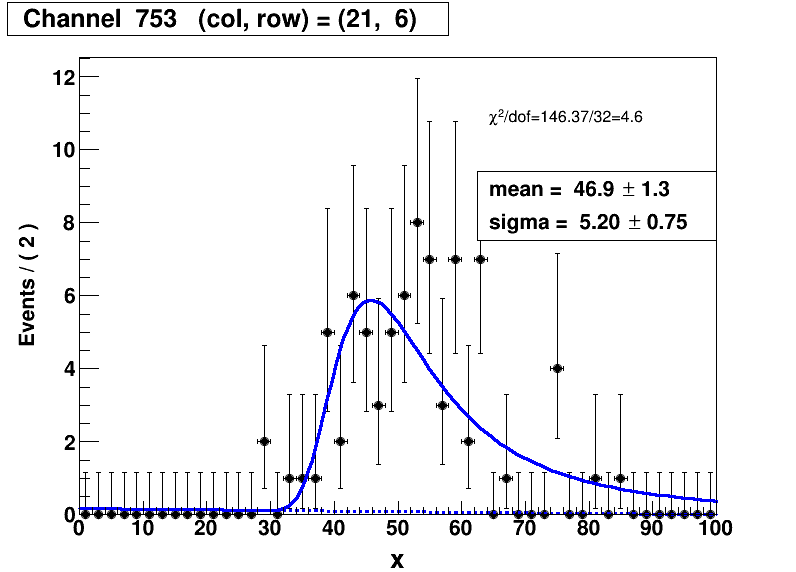 Channel 753 (col, row) = (21, 6)
χ²/dof=146.37/32=4.6
mean = 46.9 ± 1.3
sigma = 5.20 ± 0.75
Events / ( 2 )
12
10
8
6
4
2
0
0 10 20 30 40 50 60 70 80 90 100
x